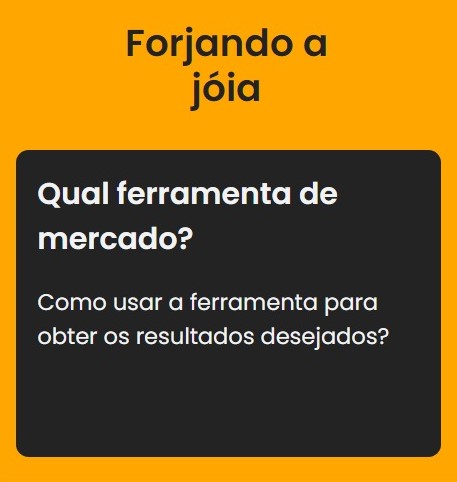 Forjando a
jóia
Qual ferramenta de
mercado?
Como usar a ferramenta para
obter os resultados desejados?